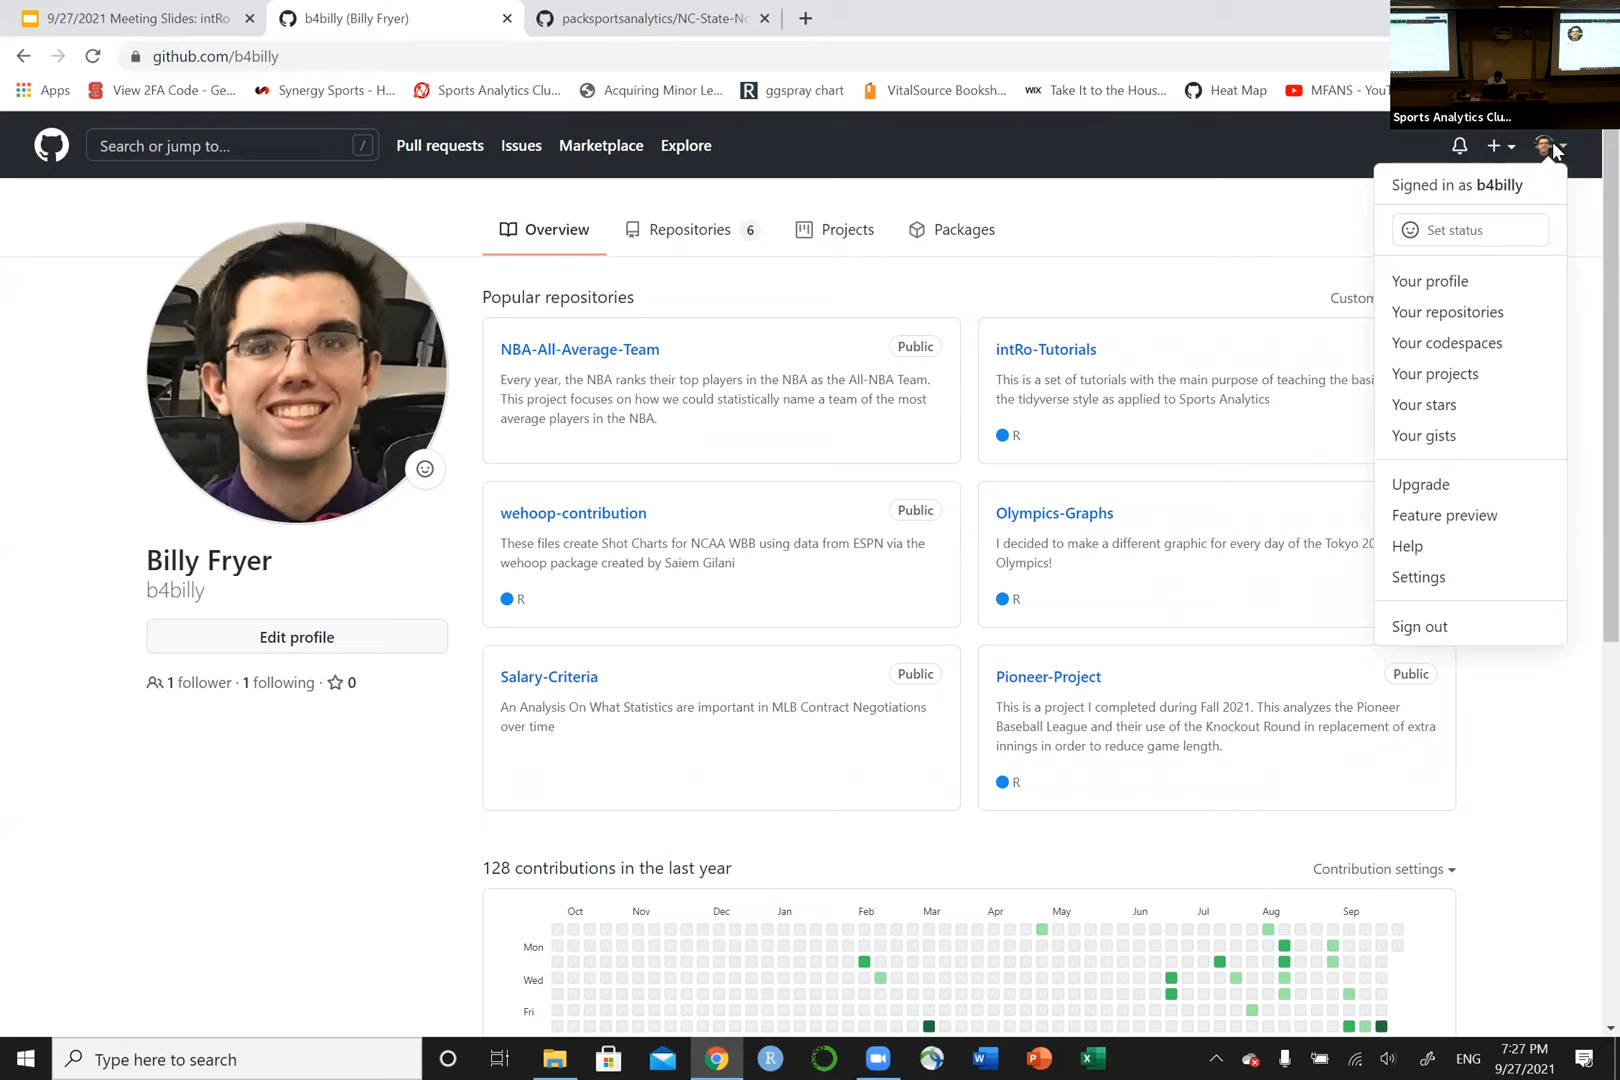 9/27/2021 Meeting Slides: intRo
b4billy (Billy Fryer)
packsportsanalytics/NC-State-No
github.com/b4billy
Apps
View 2FA Code - Ge...
Synergy Sports - H...
Sports Analytics Clu...
Acquiring Minor Le...
ggspray chart
VitalSource Booksh...
WIX Take It to the Hous...
Heat Map
MFANS - YouT
Sports Analytics Clu...
Search or jump to... /
Pull requests Issues Marketplace Explore
Signed in as b4billy
Set status
Your profile
Your repositories
Your codespaces
Your projects
Your stars
Your gists
Upgrade
Feature preview
Help
Settings
Sign out
Overview Repositories 6 Projects Packages
Popular repositories
Custom
NBA-All-Average-Team Public
Every year, the NBA ranks their top players in the NBA as the All-NBA Team.
This project focuses on how we could statistically name a team of the most
average players in the NBA.
intRo-Tutorials
This is a set of tutorials with the main purpose of teaching the basi
the tidyverse style as applied to Sports Analytics
R
wehoop-contribution Public
These files create Shot Charts for NCAA WBB using data from ESPN via the
wehoop package created by Saiem Gilani
R
Olympics-Graphs
I decided to make a different graphic for every day of the Tokyo 20
Olympics!
R
Salary-Criteria Public
An Analysis On What Statistics are important in MLB Contract Negotiations
over time
Pioneer-Project Public
This is a project I completed during Fall 2021. This analyzes the Pioneer
Baseball League and their use of the Knockout Round in replacement of extra
innings in order to reduce game length.
R
Billy Fryer
b4billy
Edit profile
1 follower · 1 following · 0
128 contributions in the last year
Contribution settings
Oct Nov Dec Jan Feb Mar Apr May Jun Jul Aug Sep
Mon
Wed
Fri
Type here to search
ENG
7:27 PM
9/27/2021